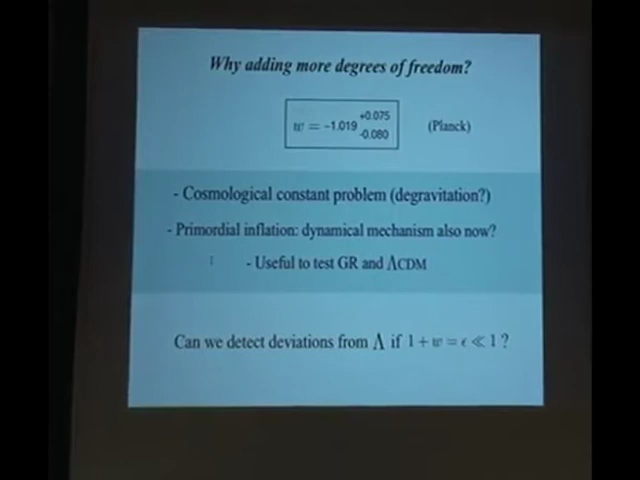 Why adding more degrees of freedom?
w = -1.019 +0.075 -0.080 (Planck)
- Cosmological constant problem (degravitation?)
- Primordial inflation: dynamical mechanism also now?
- Useful to test GR and ΛCDM
Can we detect deviations from Λ if 1 + w = ϵ ≪ 1 ?